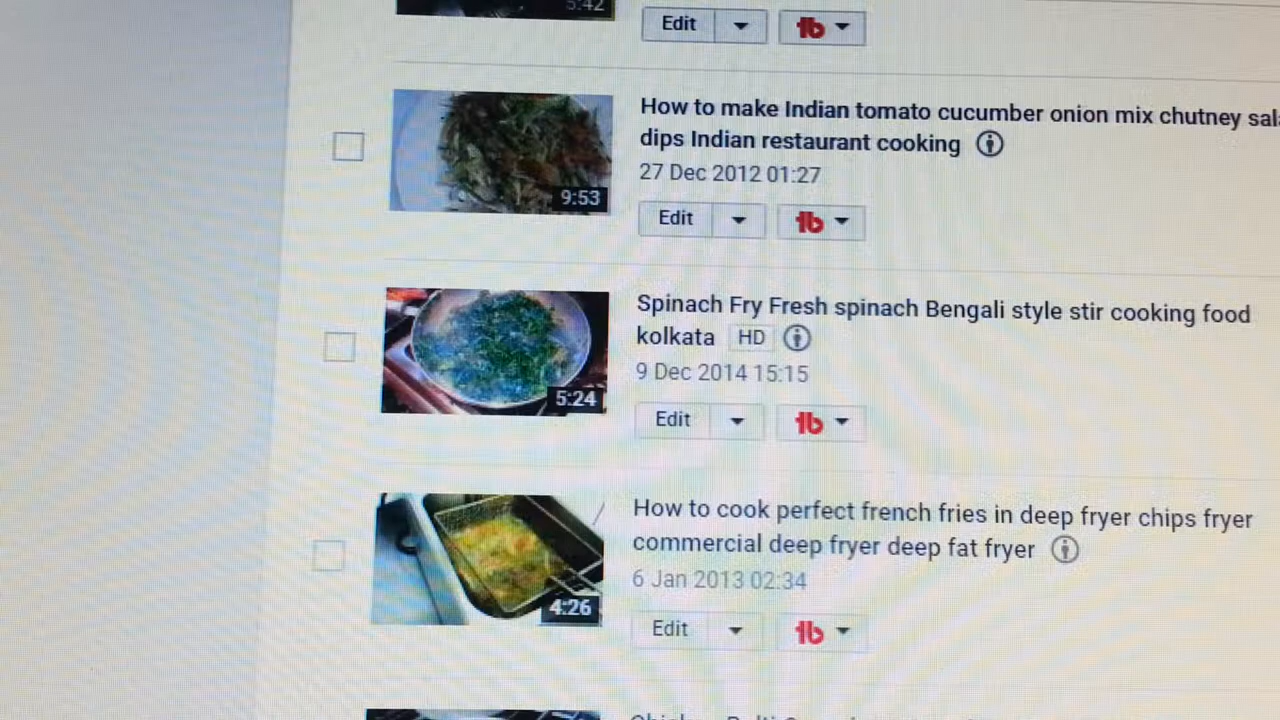 5:42
Edit
How to make Indian tomato cucumber onion mix chutney
dips Indian restaurant cooking
9:53
27 Dec 2012 01:27
Edit
Spinach Fry Fresh spinach Bengali style stir cooking food
kolkata HD
9 Dec 2014 15:15
5:24
Edit
How to cook perfect french fries in deep fryer chips fryer
commercial deep fryer deep fat fryer
6 Jan 2013 02:34
4:26
Edit